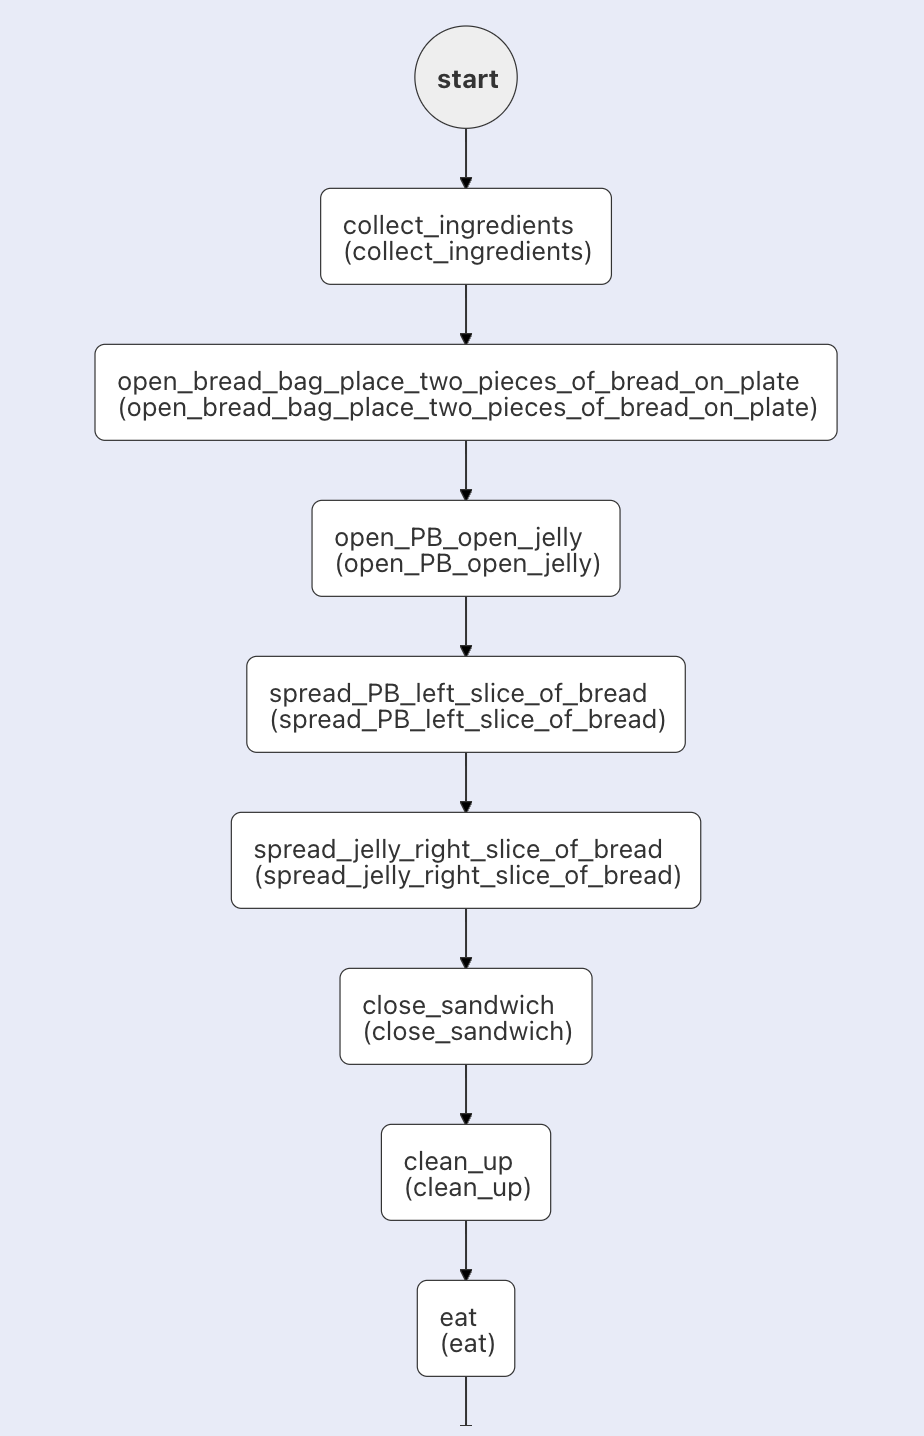 start
collect_ingredients
(collect_ingredients)
open_bread_bag_place_two_pieces_of_bread_on_plate
(open_bread_bag_place_two_pieces_of_bread_on_plate)
open_PB_open_jelly
(open_PB_open_jelly)
spread_PB_left_slice_of_bread
(spread_PB_left_slice_of_bread)
spread_jelly_right_slice_of_bread
(spread_jelly_right_slice_of_bread)
close_sandwich
(close_sandwich)
clean_up
(clean_up)
eat
(eat)